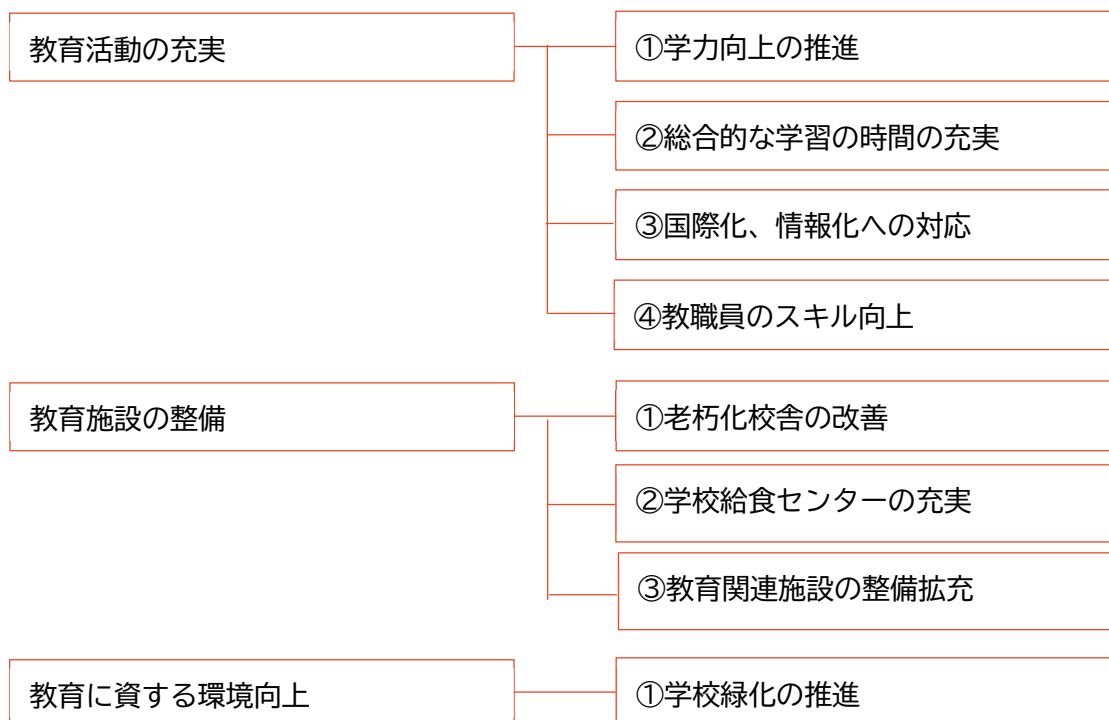 教育活動の充実
①学力向上の推進
②総合的な学習の時間の充実
③国際化、情報化への対応
④教職員のスキル向上
教育施設の整備
①老朽化校舎の改善
②学校給食センターの充実
③教育関連施設の整備拡充
教育に資する環境向上
①学校緑化の推進